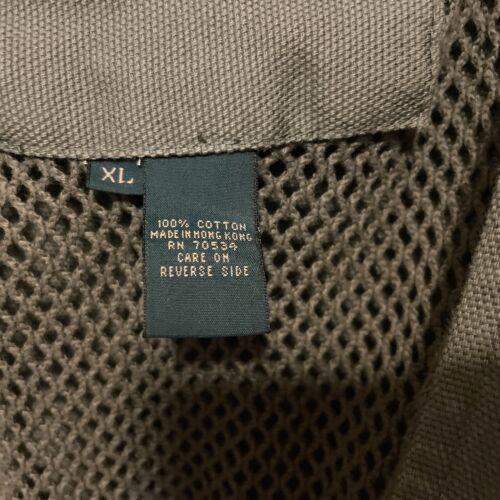 XL
100% COTTON
MADE IN HONG KONG
RN 70534
CARE ON
REVERSE SIDE